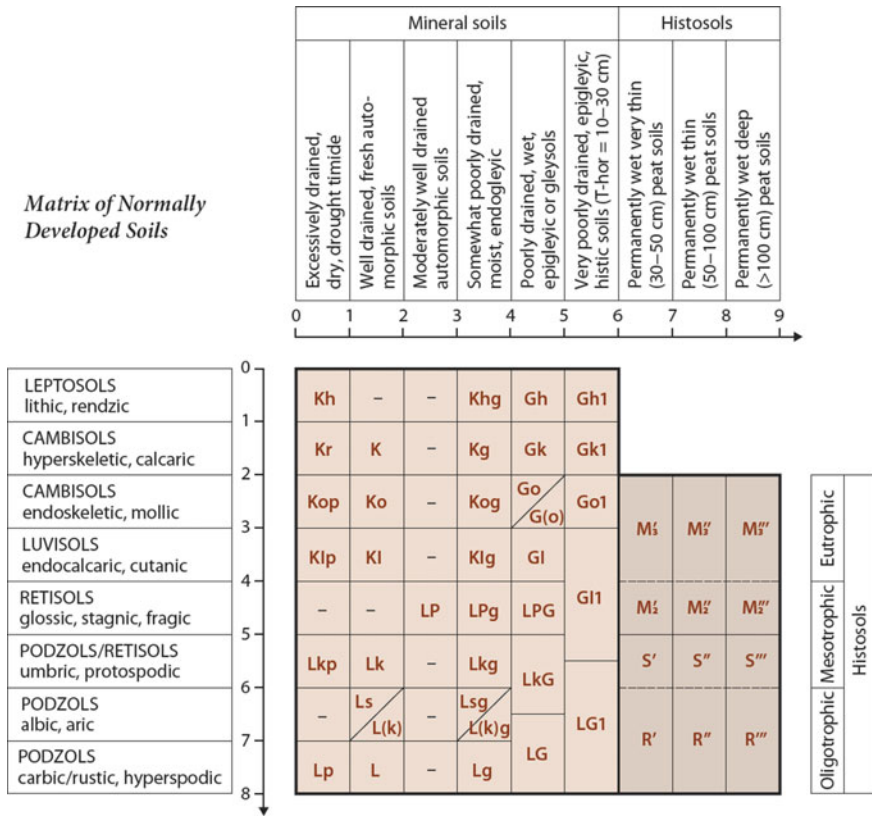 Mineral soils
Histosols
Matrix of Normally
Developed Soils
Excessively drained,
dry, drought timide
Well drained, fresh auto-
morphic soils
Moderately well drained
automorphic soils
Somewhat poorly drained,
moist, endogleyic
Poorly drained, wet,
epigleyic or gleysols
Very poorly drained, epigleyic,
histic soils (T-hor = 10–30 cm)
Permanently wet very thin
(30–50 cm) peat soils
Permanently wet thin
(50–100 cm) peat soils
Permanently wet deep
(>100 cm) peat soils
0 1 2 3 4 5 6 7 8 9
0
LEPTOSOLS
lithic, rendzic
Kh – – Khg Gh Gh1
1
CAMBISOLS
hyperskeletic, calcaric
Kr K – Kg Gk Gk1
2
CAMBISOLS
endoskeletic, mollic
Kop Ko – Kog Go G(o) Go1
3
M₃′ M₃″ M₃‴
Eutrophic
LUVISOLS
endocalcaric, cutanic
KIp KI – KIg GI
4
GI1
RETISOLS
glossic, stagnic, fragic
– – LP LPg LPG
M₂′ M₂″ M₂‴
Mesotrophic
Histosols
5
PODZOLS/RETISOLS
umbric, protospodic
Lkp Lk – Lkg LkG
S′ S″ S‴
6
PODZOLS
albic, aric
– Ls L(k) – Lsg L(k)g
LG1
Oligotrophic
7
R′ R″ R‴
PODZOLS
carbic/rustic, hyperspodic
Lp L – Lg LG
8